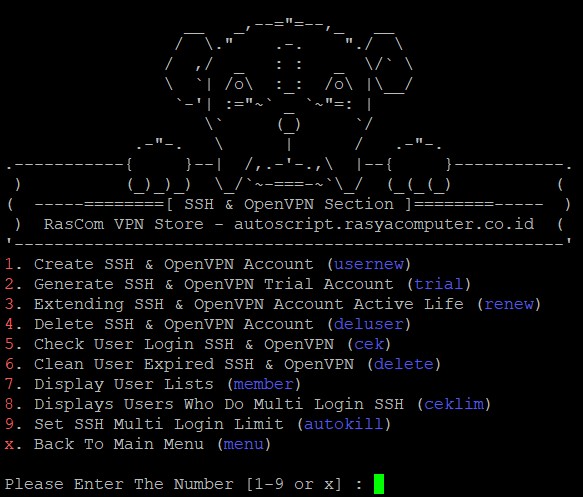 -----========[ SSH & OpenVPN Section ]========-----
RasCom VPN Store - autoscript.rasyacomputer.co.id
1. Create SSH & OpenVPN Account (usernew)
2. Generate SSH & OpenVPN Trial Account (trial)
3. Extending SSH & OpenVPN Account Active Life (renew)
4. Delete SSH & OpenVPN Account (deluser)
5. Check User Login SSH & OpenVPN (cek)
6. Clean User Expired SSH & OpenVPN (delete)
7. Display User Lists (member)
8. Displays Users Who Do Multi Login SSH (ceklim)
9. Set SSH Multi Login Limit (autokill)
x. Back To Main Menu (menu)
Please Enter The Number [1-9 or x] :